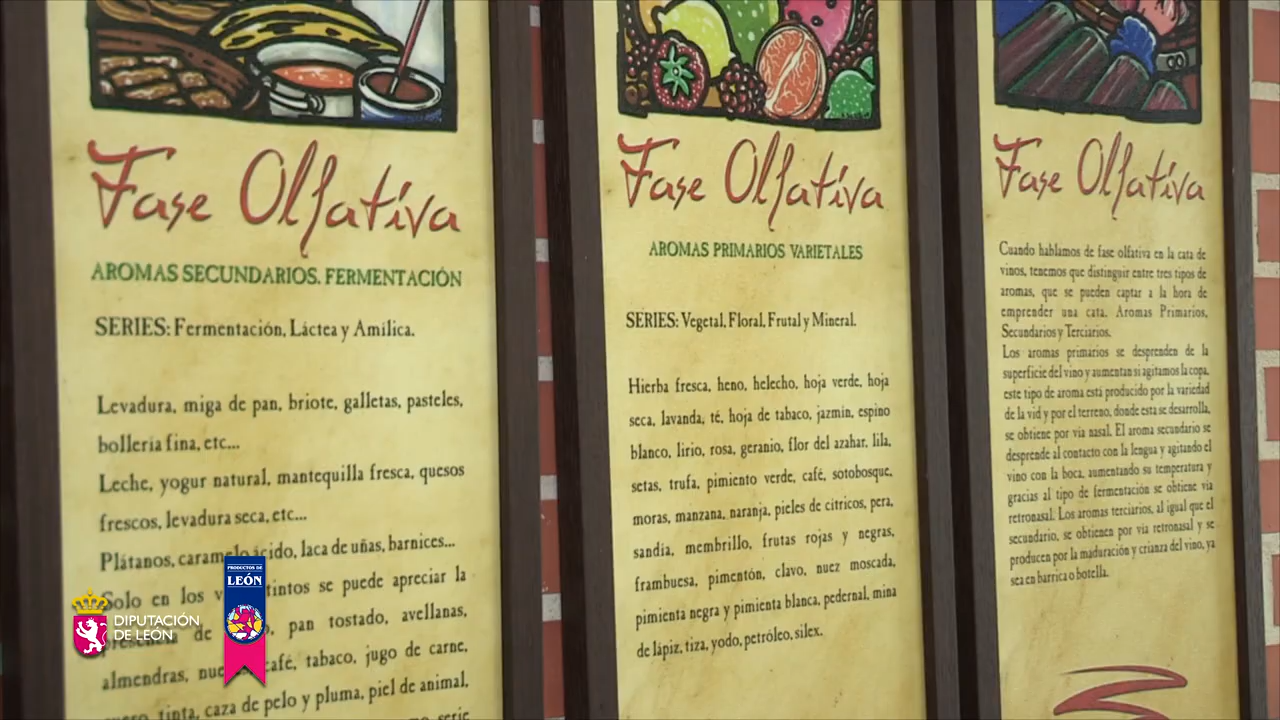 Fase Olfativa
AROMAS SECUNDARIOS. FERMENTACIÓN
SERIES: Fermentación, Láctea y Amílica.
Levadura, miga de pan, briote, galletas, pasteles,
bollería fina, etc...
Leche, yogur natural, mantequilla fresca, quesos
frescos, levadura seca, etc...
Plátanos, caramelo ácido, laca de uñas, barnices...
Solo en los tintos se puede apreciar la
presencia de pan tostado, avellanas,
almendras, café, tabaco, jugo de carne,
tinta, caza de pelo y pluma, piel de animal,
serie
Fase Olfativa
AROMAS PRIMARIOS VARIETALES
SERIES: Vegetal, Floral, Frutal y Mineral.
Hierba fresca, heno, helecho, hoja verde, hoja
seca, lavanda, té, hoja de tabaco, jazmín, espino
blanco, lirio, rosa, geranio, flor del azahar, lila,
setas, trufa, pimiento verde, café, sotobosque,
moras, manzana, naranja, pieles de cítricos, pera,
sandía, membrillo, frutas rojas y negras,
frambuesa, pimentón, clavo, nuez moscada,
pimienta negra y pimienta blanca, pedernal, mina
de lápiz, tiza, yodo, petróleo, silex.
Fase Olfativa
Cuando hablamos de fase olfativa en la cata de
vinos, tenemos que distinguir entre tres tipos de
aromas, que se pueden captar a la hora de
emprender una cata. Aromas Primarios,
Secundarios y Terciarios.
Los aromas primarios se desprenden de la
superficie del vino y aumentan si agitamos la copa,
este tipo de aroma está producido por la variedad
de la vid y por el terreno, donde esta se desarrolla,
se obtiene por vía nasal. El aroma secundario se
desprende al contacto con la lengua y agitando el
vino con la boca, aumentando su temperatura y
gracias al tipo de fermentación se obtiene vía
retronasal. Los aromas terciarios, al igual que el
secundario, se obtienen por vía retronasal y se
producen por la maduración y crianza del vino, ya
sea en barrica o botella.
DIPUTACIÓN
DE LEÓN
PRODUCTOS DE
LEÓN